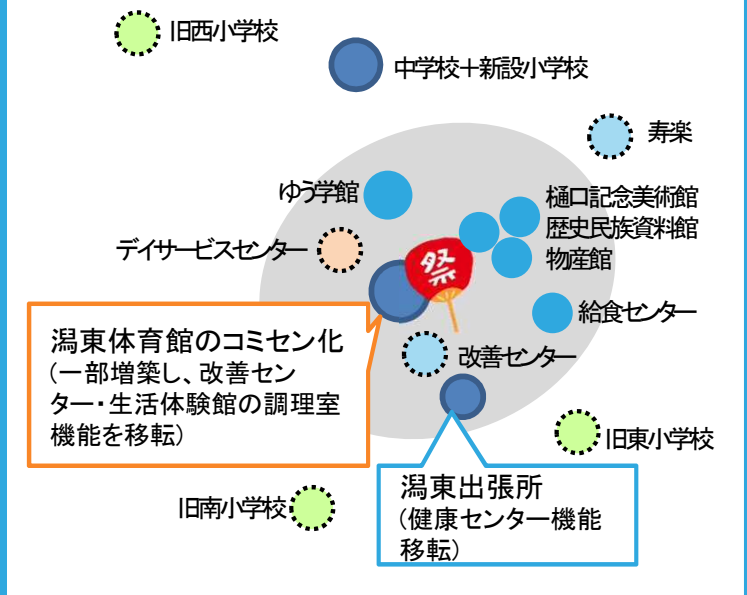 旧西小学校
中学校＋新設小学校
寿楽
ゆう学館
樋口記念美術館
歴史民族資料館
物産館
デイサービスセンター
祭
給食センター
潟東体育館のコミセン化
（一部増築し、改善セン
ター・生活体験館の調理室
機能を移転）
改善センター
旧東小学校
潟東出張所
（健康センター機能
移転）
旧南小学校